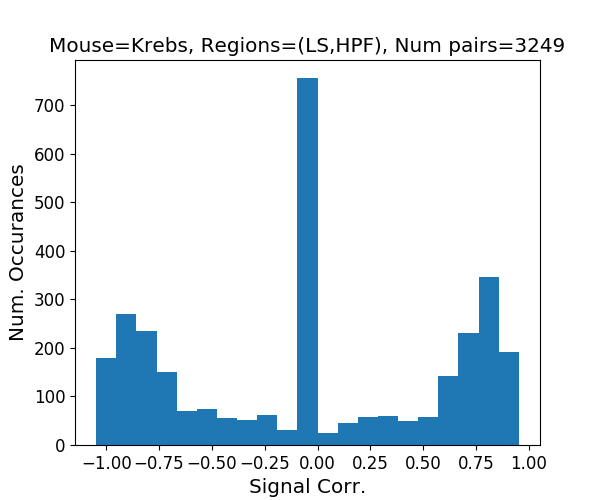 Mouse=Krebs, Regions=(LS,HPF), Num pairs=3249
700
600
500
400
300
200
100
0
Num. Occurances
−1.00 −0.75 −0.50 −0.25 0.00 0.25 0.50 0.75 1.00
Signal Corr.